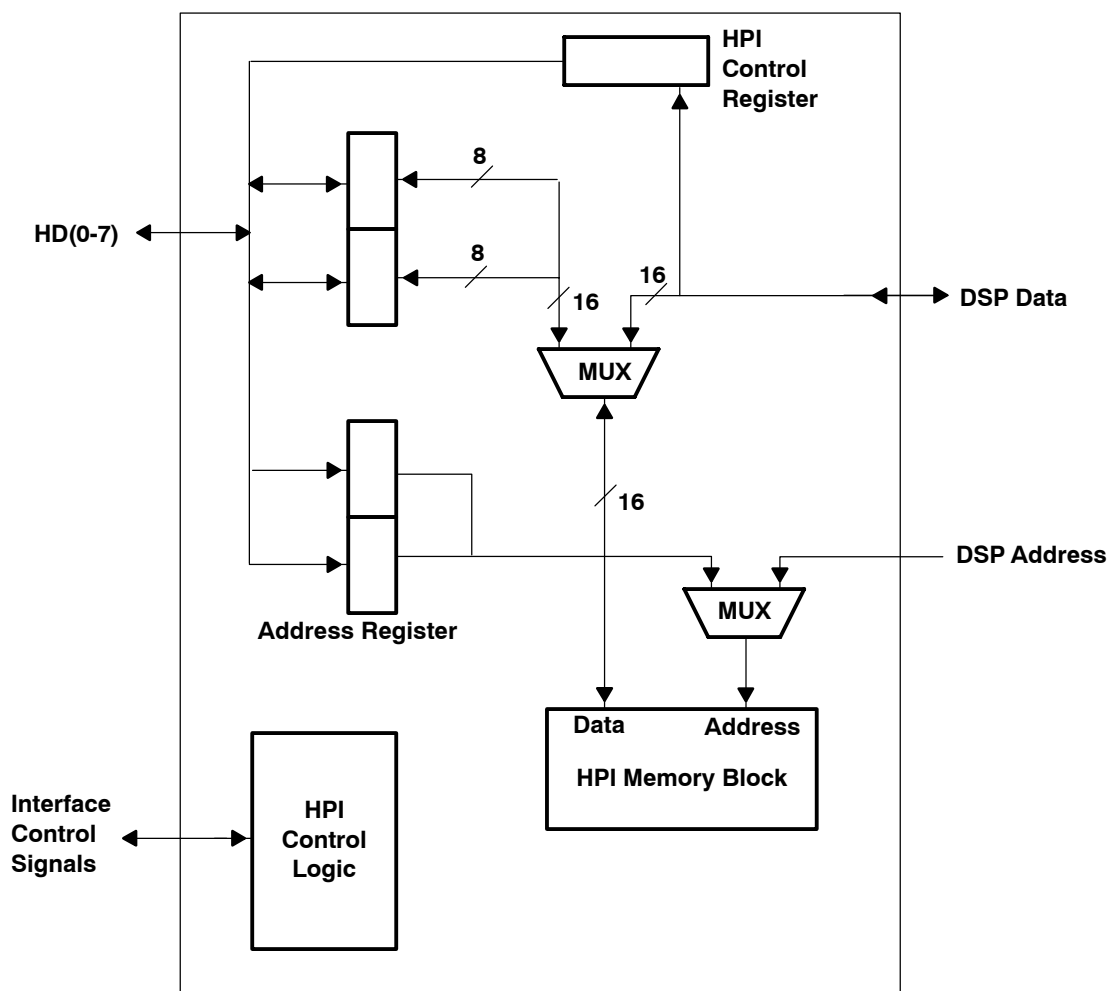 HPI
Control
Register
8
HD(0-7)
8
16
16
DSP Data
MUX
16
DSP Address
MUX
Address Register
Data
Address
HPI Memory Block
Interface
Control
Signals
HPI
Control
Logic